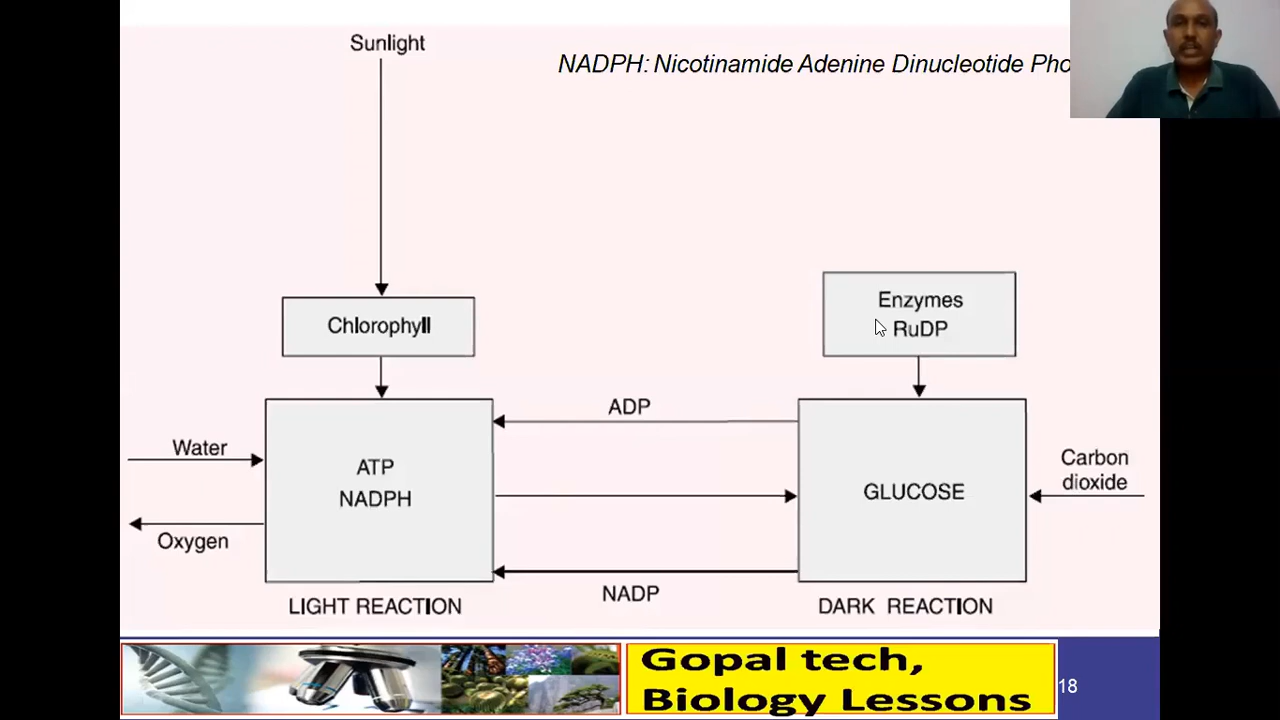 Sunlight
NADPH: Nicotinamide Adenine Dinucleotide
Chlorophyll
Enzymes
RuDP
ADP
Water
ATP
NADPH
GLUCOSE
Carbon
dioxide
Oxygen
NADP
LIGHT REACTION
DARK REACTION
Gopal tech,
Biology Lessons
18